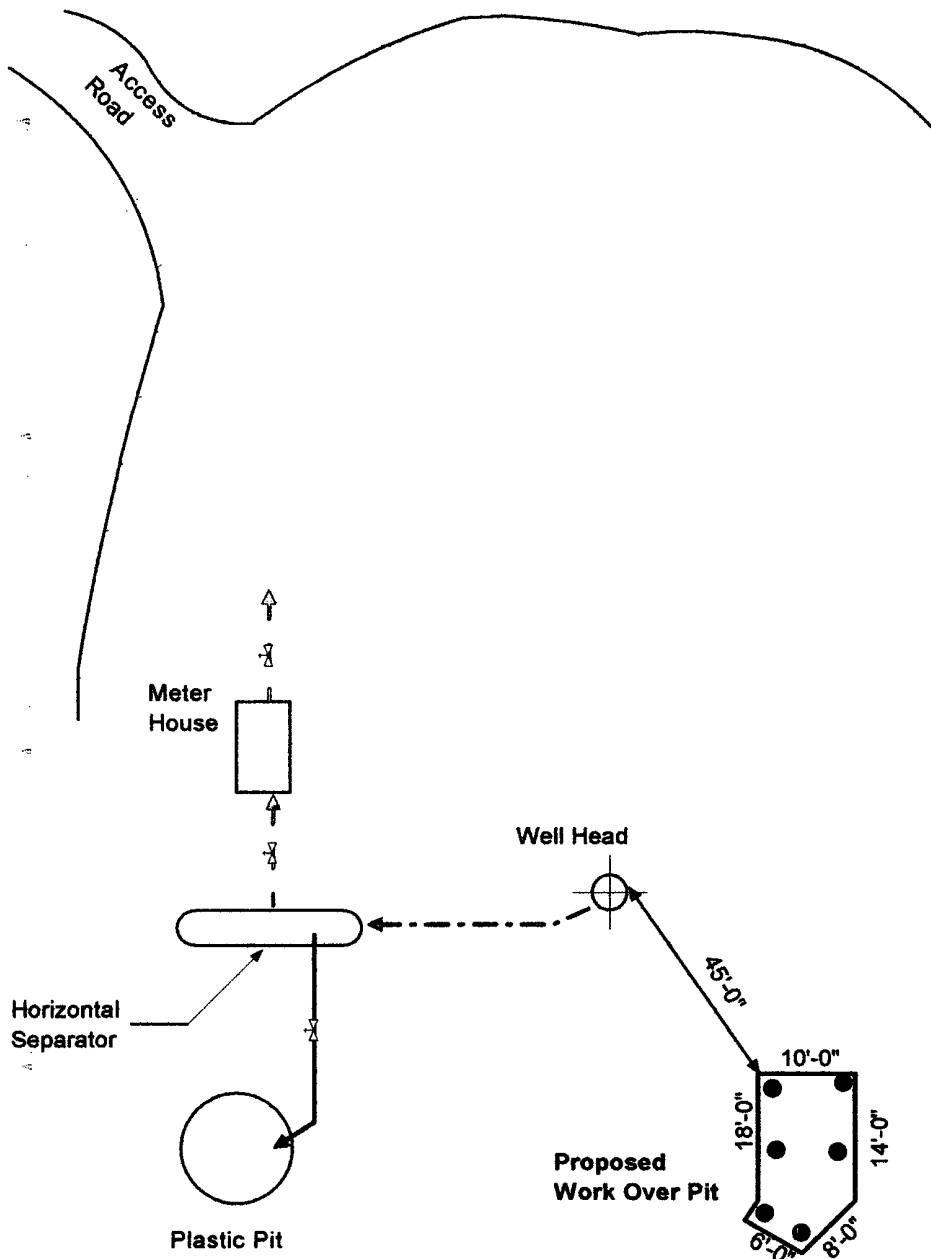 Access
Road
Meter
House
Well Head
Horizontal
Separator
45'-0"
10'-0"
18'-0"
14'-0"
Proposed
Work Over Pit
6'-0"
8'-0"
Plastic Pit